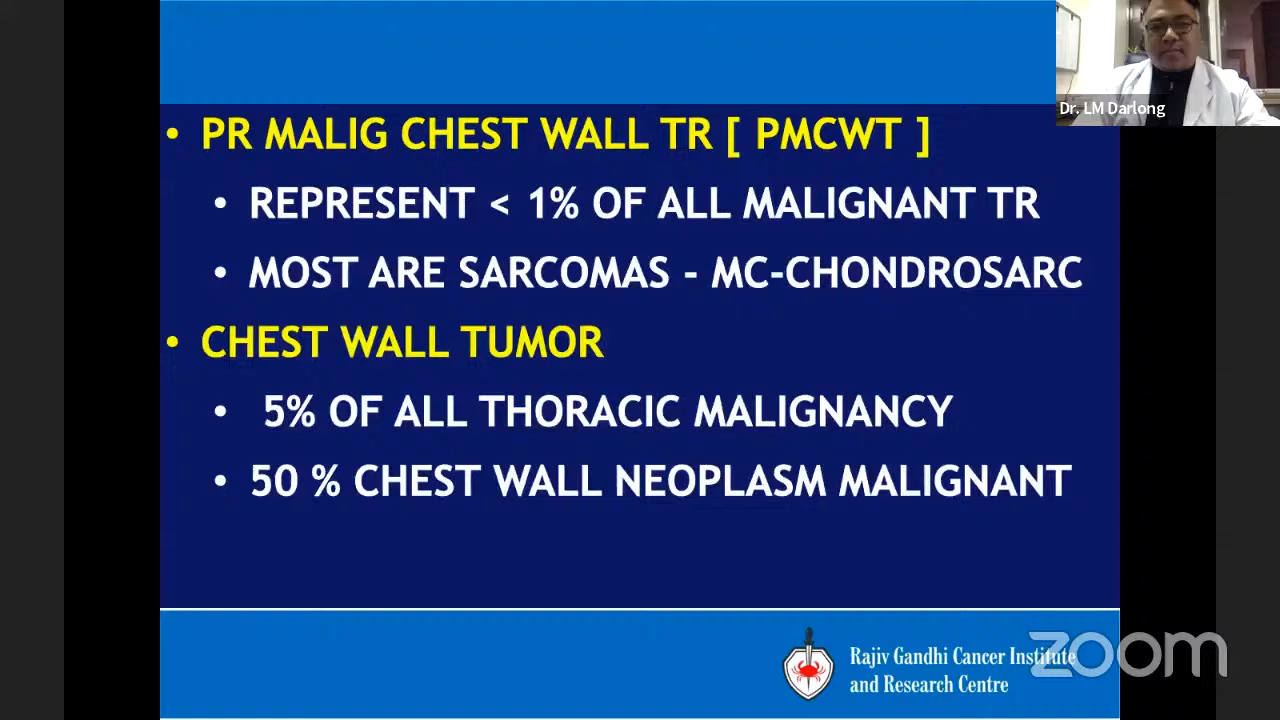 Dr. LM Darlong
• PR MALIG CHEST WALL TR [ PMCWT ]
• REPRESENT < 1% OF ALL MALIGNANT TR
• MOST ARE SARCOMAS - MC-CHONDROSARC
• CHEST WALL TUMOR
• 5% OF ALL THORACIC MALIGNANCY
• 50 % CHEST WALL NEOPLASM MALIGNANT
Rajiv Gandhi Cancer Institute
and Research Centre
zoom